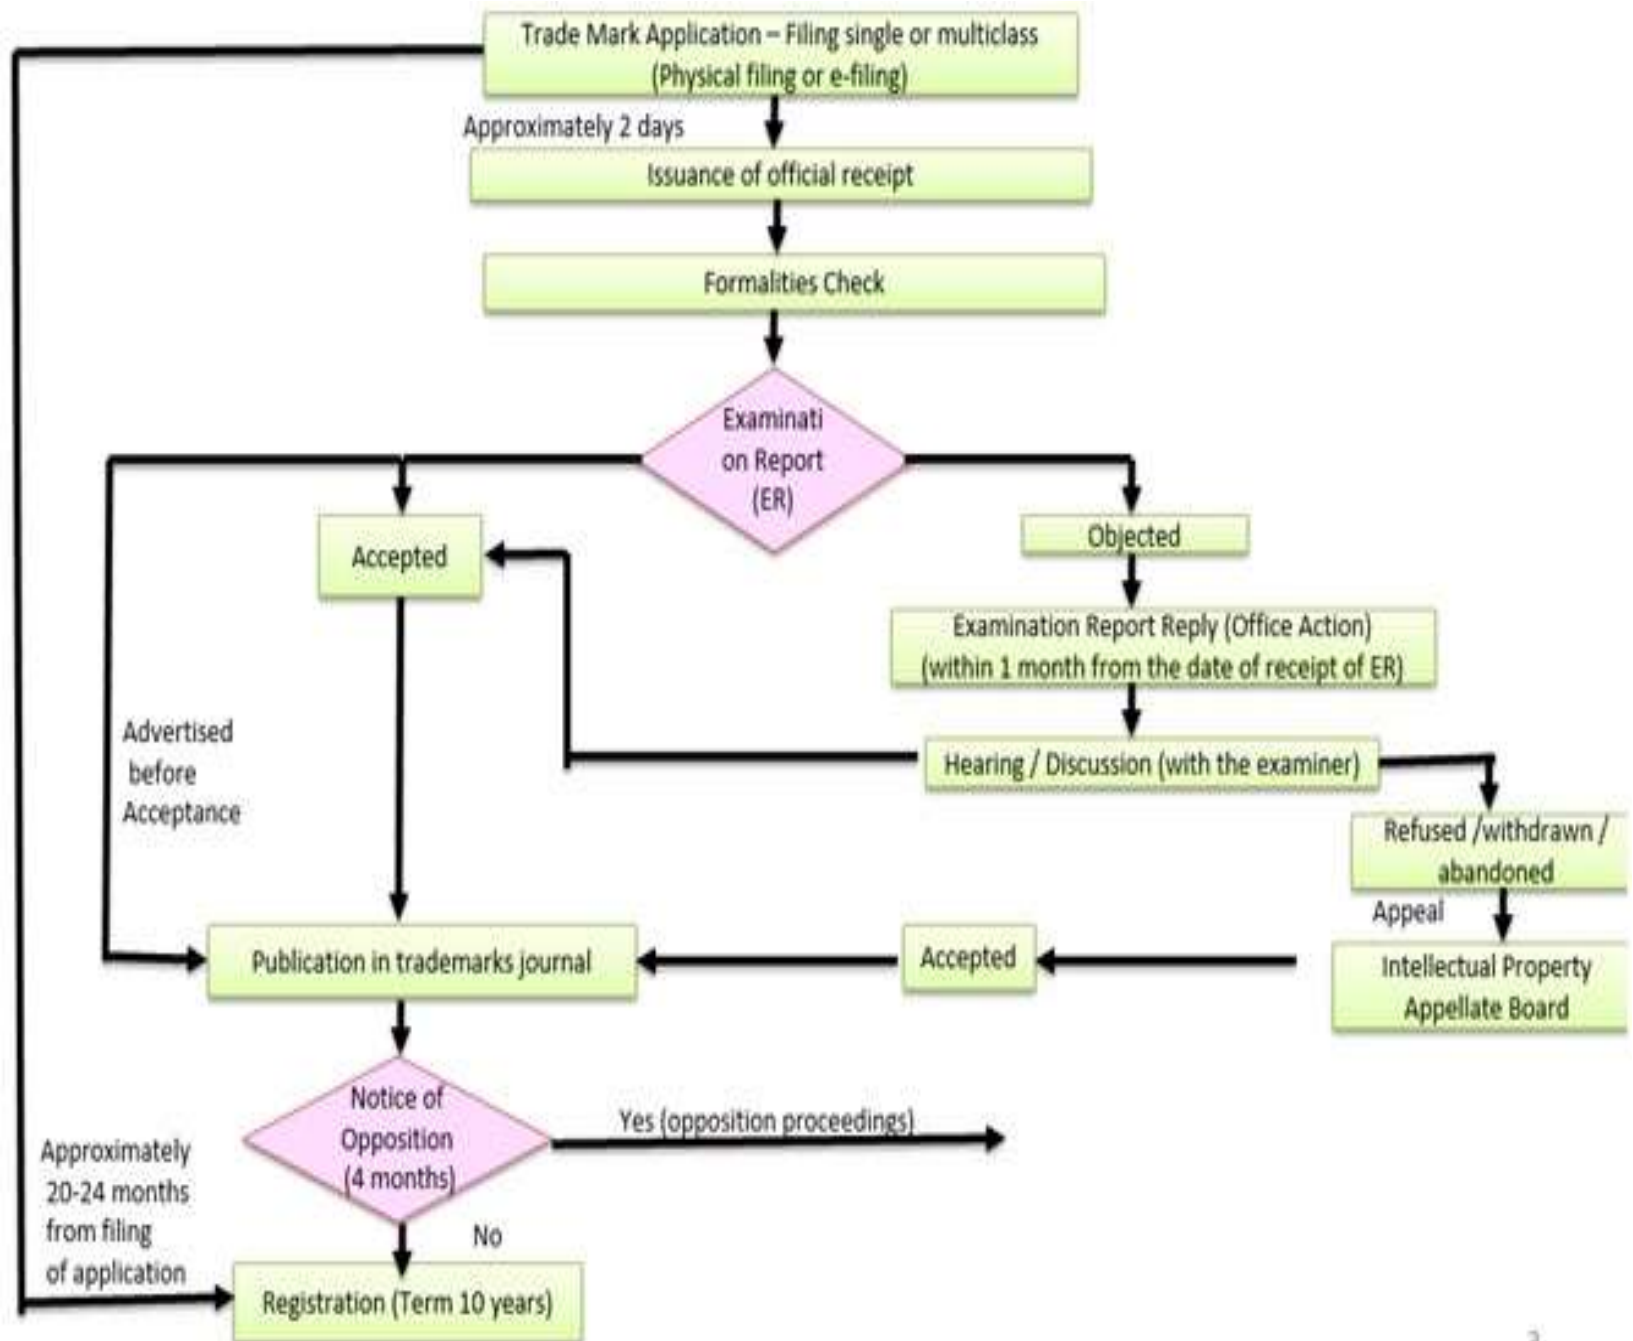 Trade Mark Application – Filing single or multiclass
(Physical filing or e-filing)
Approximately 2 days
Issuance of official receipt
Formalities Check
Examinati
on Report
(ER)
Accepted
Objected
Examination Report Reply (Office Action)
(within 1 month from the date of receipt of ER)
Advertised
before
Acceptance
Hearing / Discussion (with the examiner)
Refused /withdrawn /
abandoned
Appeal
Publication in trademarks journal
Accepted
Intellectual Property
Appellate Board
Notice of
Opposition
(4 months)
Yes (opposition proceedings)
Approximately
20-24 months
from filing
of application
No
Registration (Term 10 years)